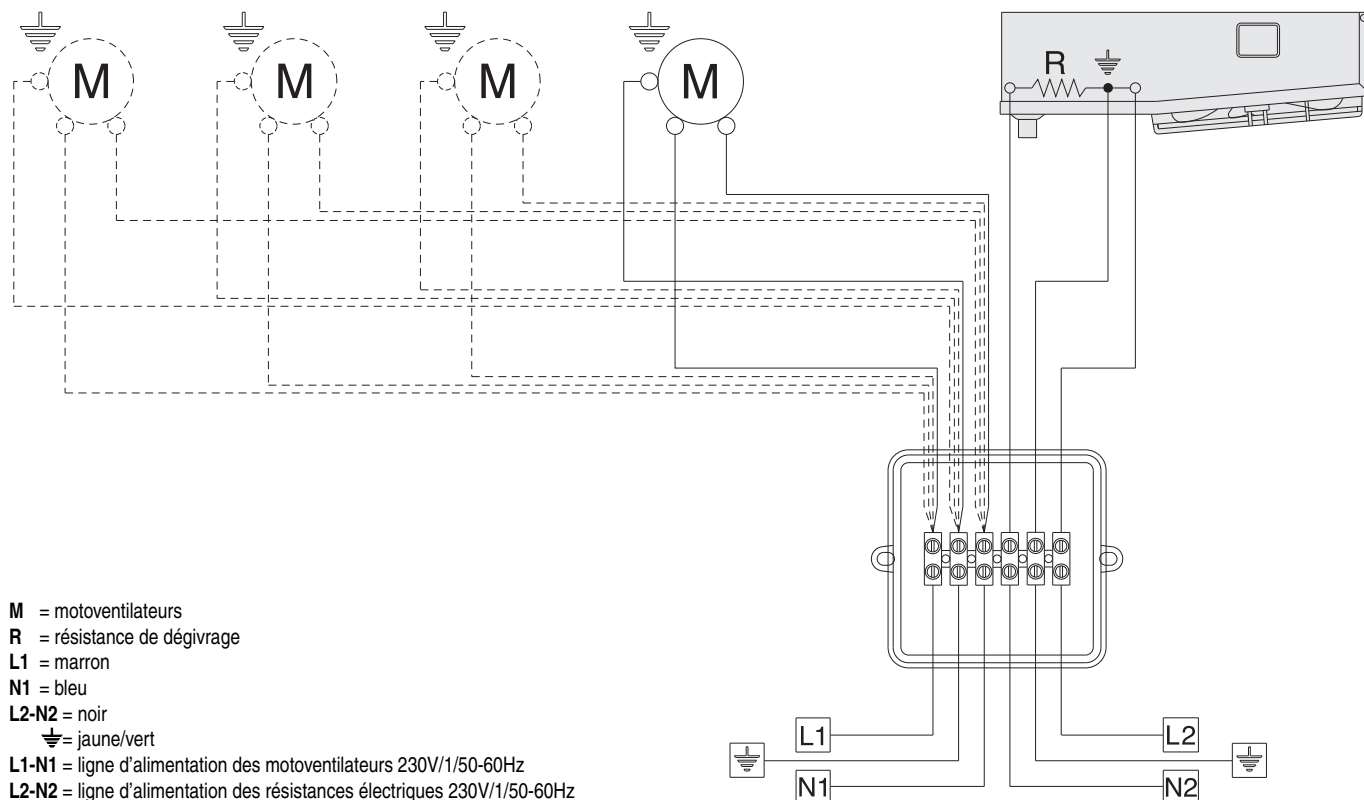 M M M M R
M = motoventilateurs
R = résistance de dégivrage
L1 = marron
N1 = bleu
L2-N2 = noir
⏚ = jaune/vert
L1-N1 = ligne d’alimentation des motoventilateurs 230V/1/50-60Hz
L2-N2 = ligne d’alimentation des résistances électriques 230V/1/50-60Hz
L1 L2
N1 N2